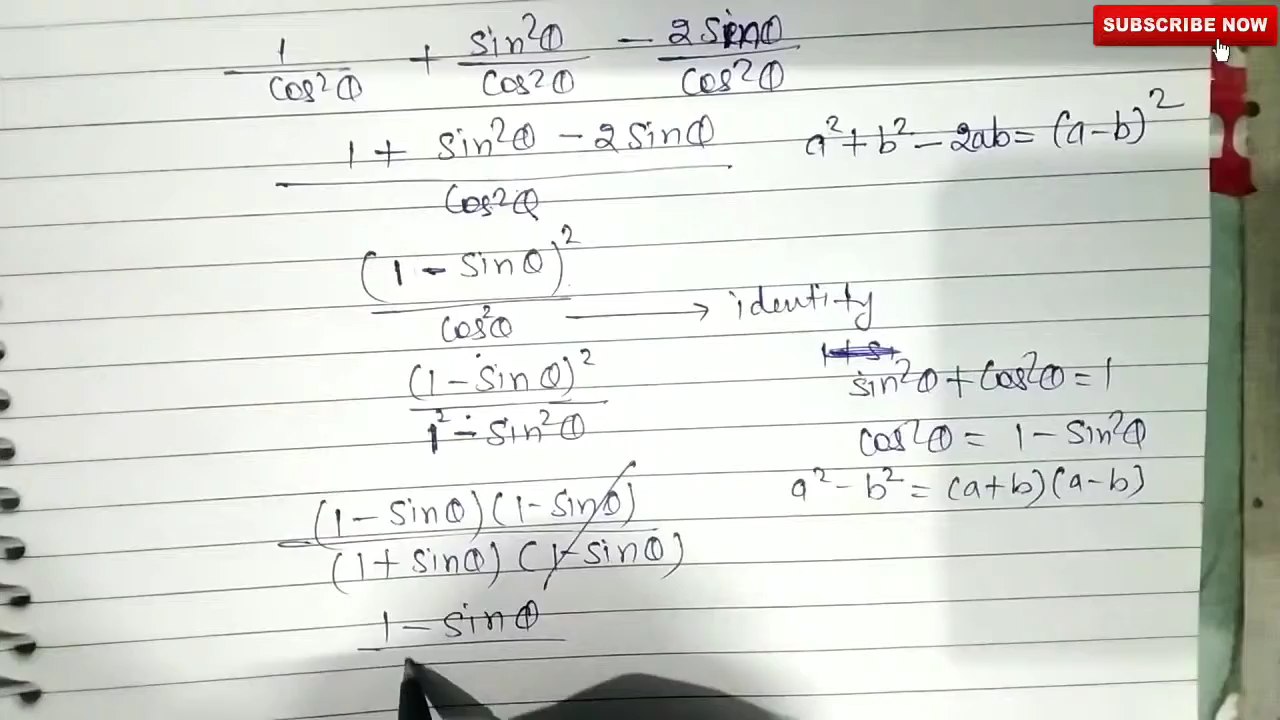 SUBSCRIBE NOW
1/cos²θ + sin²θ/cos²θ − 2sinθ/cos²θ
(1 + sin²θ − 2sinθ)/cos²θ    a² + b² − 2ab = (a−b)²
(1 − sinθ)²/cos²θ → identity
sin²θ + cos²θ = 1
(1 − sinθ)²/1² − sin²θ    cos²θ = 1 − sin²θ
a² − b² = (a+b)(a−b)
(1 − sinθ)(1 − sinθ)/(1 + sinθ)(1 − sinθ)
1 − sinθ